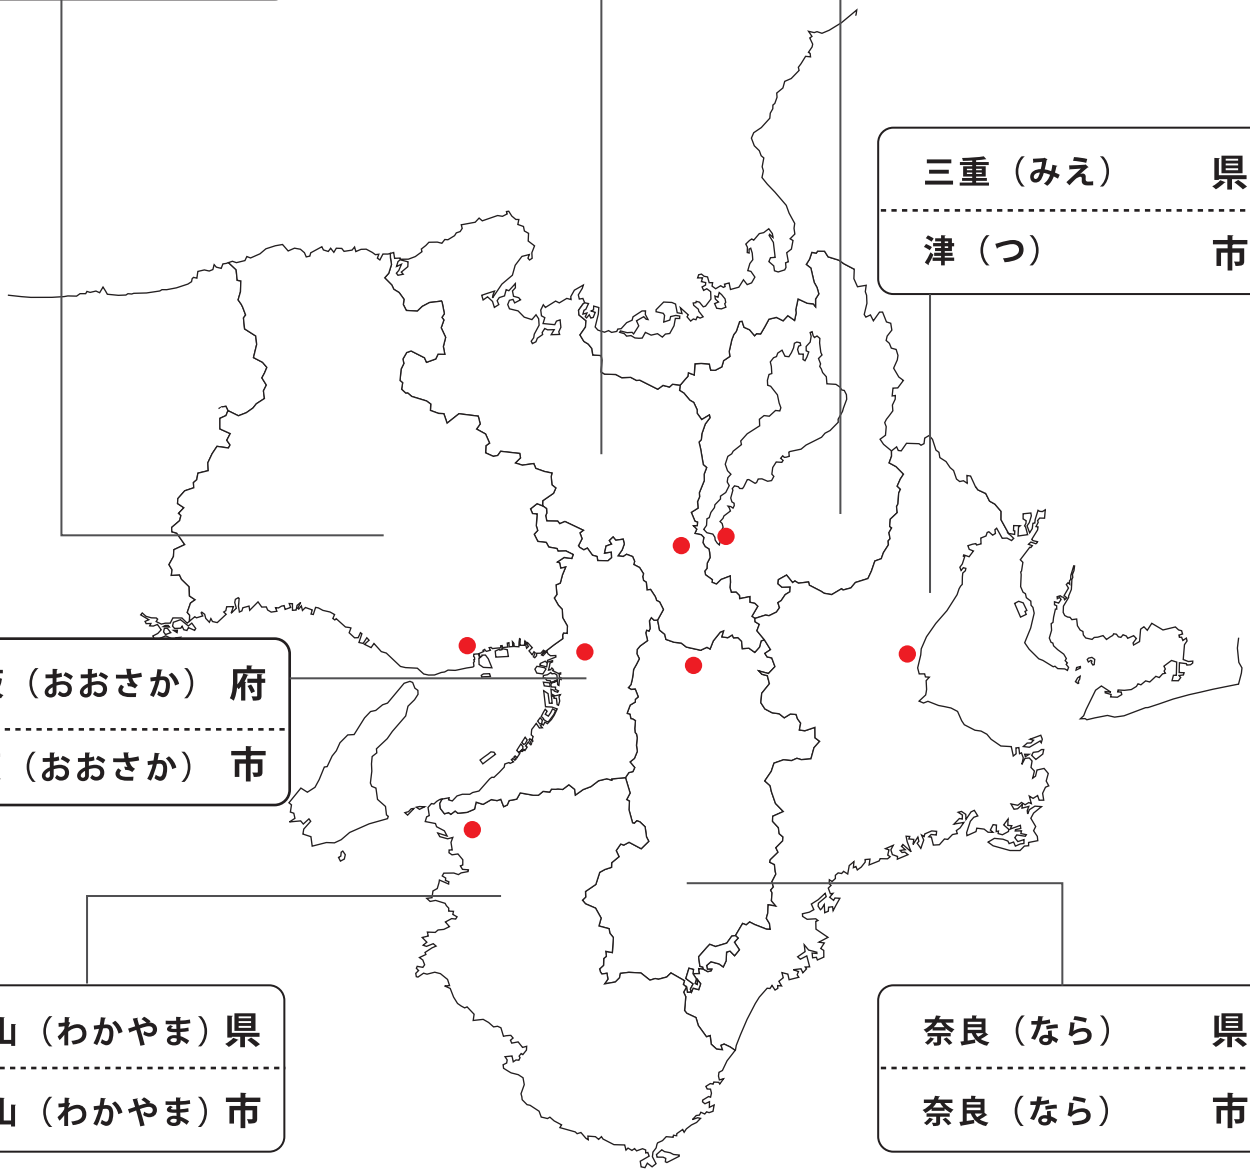 三重（みえ） 県
津（つ） 市
（おおさか） 府
（おおさか） 市
山（わかやま）県
山（わかやま）市
奈良（なら） 県
奈良（なら） 市